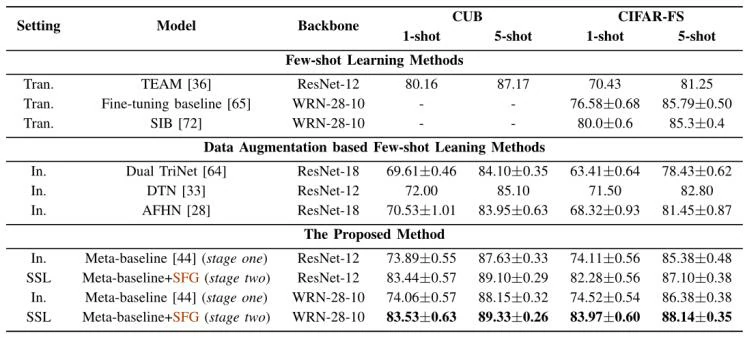 Setting Model Backbone CUB CIFAR-FS
1-shot 5-shot 1-shot 5-shot
Few-shot Learning Methods
Tran. TEAM [36] ResNet-12 80.16 87.17 70.43 81.25
Tran. Fine-tuning baseline [65] WRN-28-10 - - 76.58±0.68 85.79±0.50
Tran. SIB [72] WRN-28-10 - - 80.0±0.6 85.3±0.4
Data Augmentation based Few-shot Leaning Methods
In. Dual TriNet [64] ResNet-18 69.61±0.46 84.10±0.35 63.41±0.64 78.43±0.62
In. DTN [33] ResNet-12 72.00 85.10 71.50 82.80
In. AFHN [28] ResNet-18 70.53±1.01 83.95±0.63 68.32±0.93 81.45±0.87
The Proposed Method
In. Meta-baseline [44] (stage one) ResNet-12 73.89±0.55 87.63±0.33 74.11±0.56 85.38±0.48
SSL Meta-baseline+SFG (stage two) ResNet-12 83.44±0.57 89.10±0.29 82.28±0.56 87.10±0.38
In. Meta-baseline [44] (stage one) WRN-28-10 74.06±0.57 88.15±0.32 74.52±0.54 86.38±0.38
SSL Meta-baseline+SFG (stage two) WRN-28-10 83.53±0.63 89.33±0.26 83.97±0.60 88.14±0.35